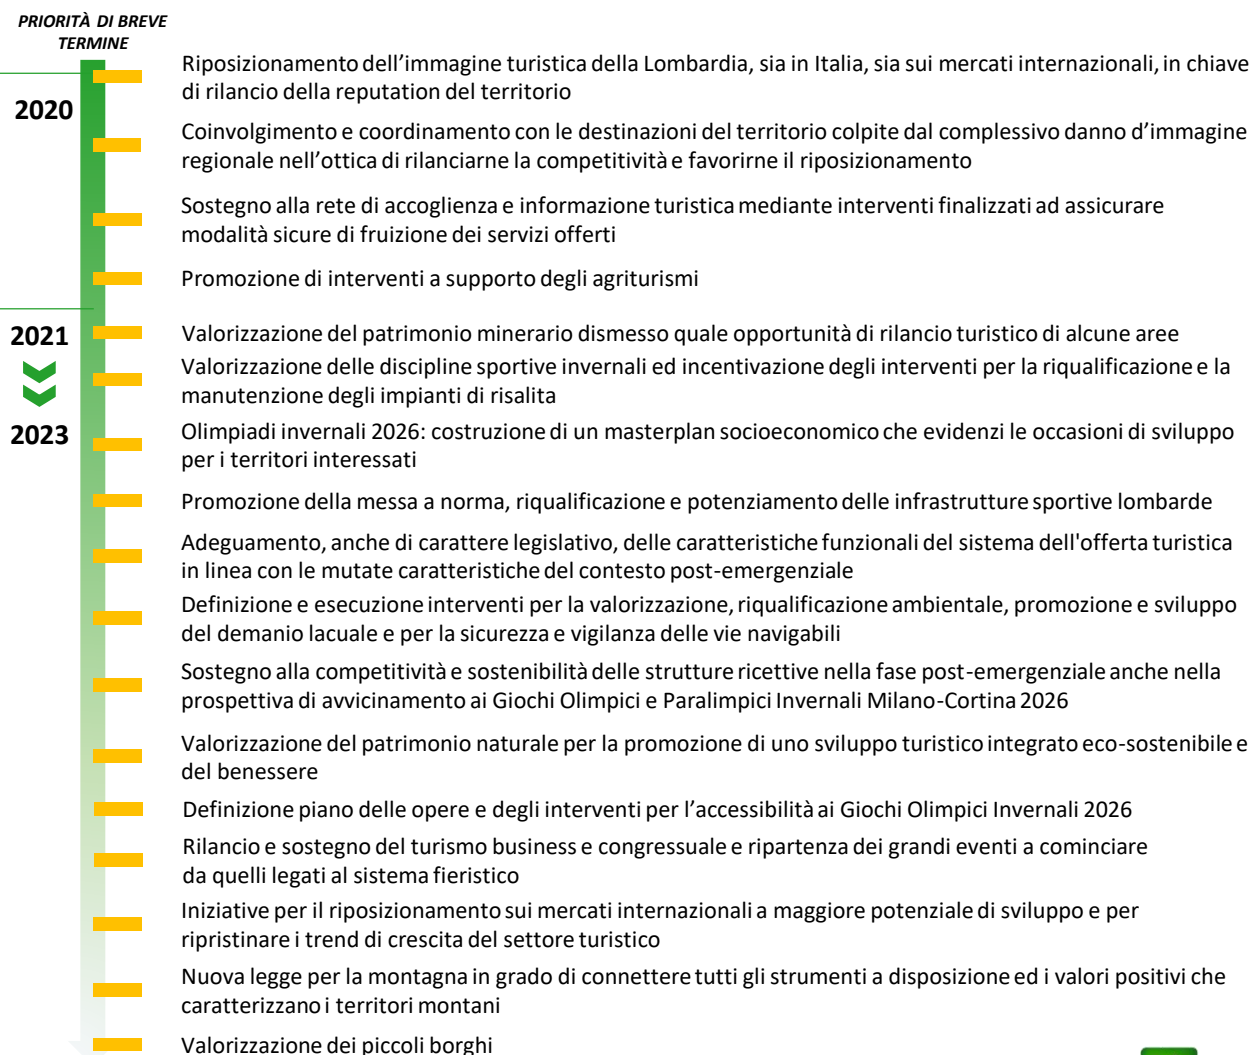 PRIORITÀ DI BREVE
TERMINE
2020
Riposizionamento dell’immagine turistica della Lombardia, sia in Italia, sia sui mercati internazionali, in chiave
di rilancio della reputation del territorio
Coinvolgimento e coordinamento con le destinazioni del territorio colpite dal complessivo danno d’immagine
regionale nell’ottica di rilanciarne la competitività e favorirne il riposizionamento
Sostegno alla rete di accoglienza e informazione turistica mediante interventi finalizzati ad assicurare
modalità sicure di fruizione dei servizi offerti
Promozione di interventi a supporto degli agriturismi
2021
2023
Valorizzazione del patrimonio minerario dismesso quale opportunità di rilancio turistico di alcune aree
Valorizzazione delle discipline sportive invernali ed incentivazione degli interventi per la riqualificazione e la
manutenzione degli impianti di risalita
Olimpiadi invernali 2026: costruzione di un masterplan socioeconomico che evidenzi le occasioni di sviluppo
per i territori interessati
Promozione della messa a norma, riqualificazione e potenziamento delle infrastrutture sportive lombarde
Adeguamento, anche di carattere legislativo, delle caratteristiche funzionali del sistema dell'offerta turistica
in linea con le mutate caratteristiche del contesto post-emergenziale
Definizione e esecuzione interventi per la valorizzazione, riqualificazione ambientale, promozione e sviluppo
del demanio lacuale e per la sicurezza e vigilanza delle vie navigabili
Sostegno alla competitività e sostenibilità delle strutture ricettive nella fase post-emergenziale anche nella
prospettiva di avvicinamento ai Giochi Olimpici e Paralimpici Invernali Milano-Cortina 2026
Valorizzazione del patrimonio naturale per la promozione di uno sviluppo turistico integrato eco-sostenibile e
del benessere
Definizione piano delle opere e degli interventi per l’accessibilità ai Giochi Olimpici Invernali 2026
Rilancio e sostegno del turismo business e congressuale e ripartenza dei grandi eventi a cominciare
da quelli legati al sistema fieristico
Iniziative per il riposizionamento sui mercati internazionali a maggiore potenziale di sviluppo e per
ripristinare i trend di crescita del settore turistico
Nuova legge per la montagna in grado di connettere tutti gli strumenti a disposizione ed i valori positivi che
caratterizzano i territori montani
Valorizzazione dei piccoli borghi